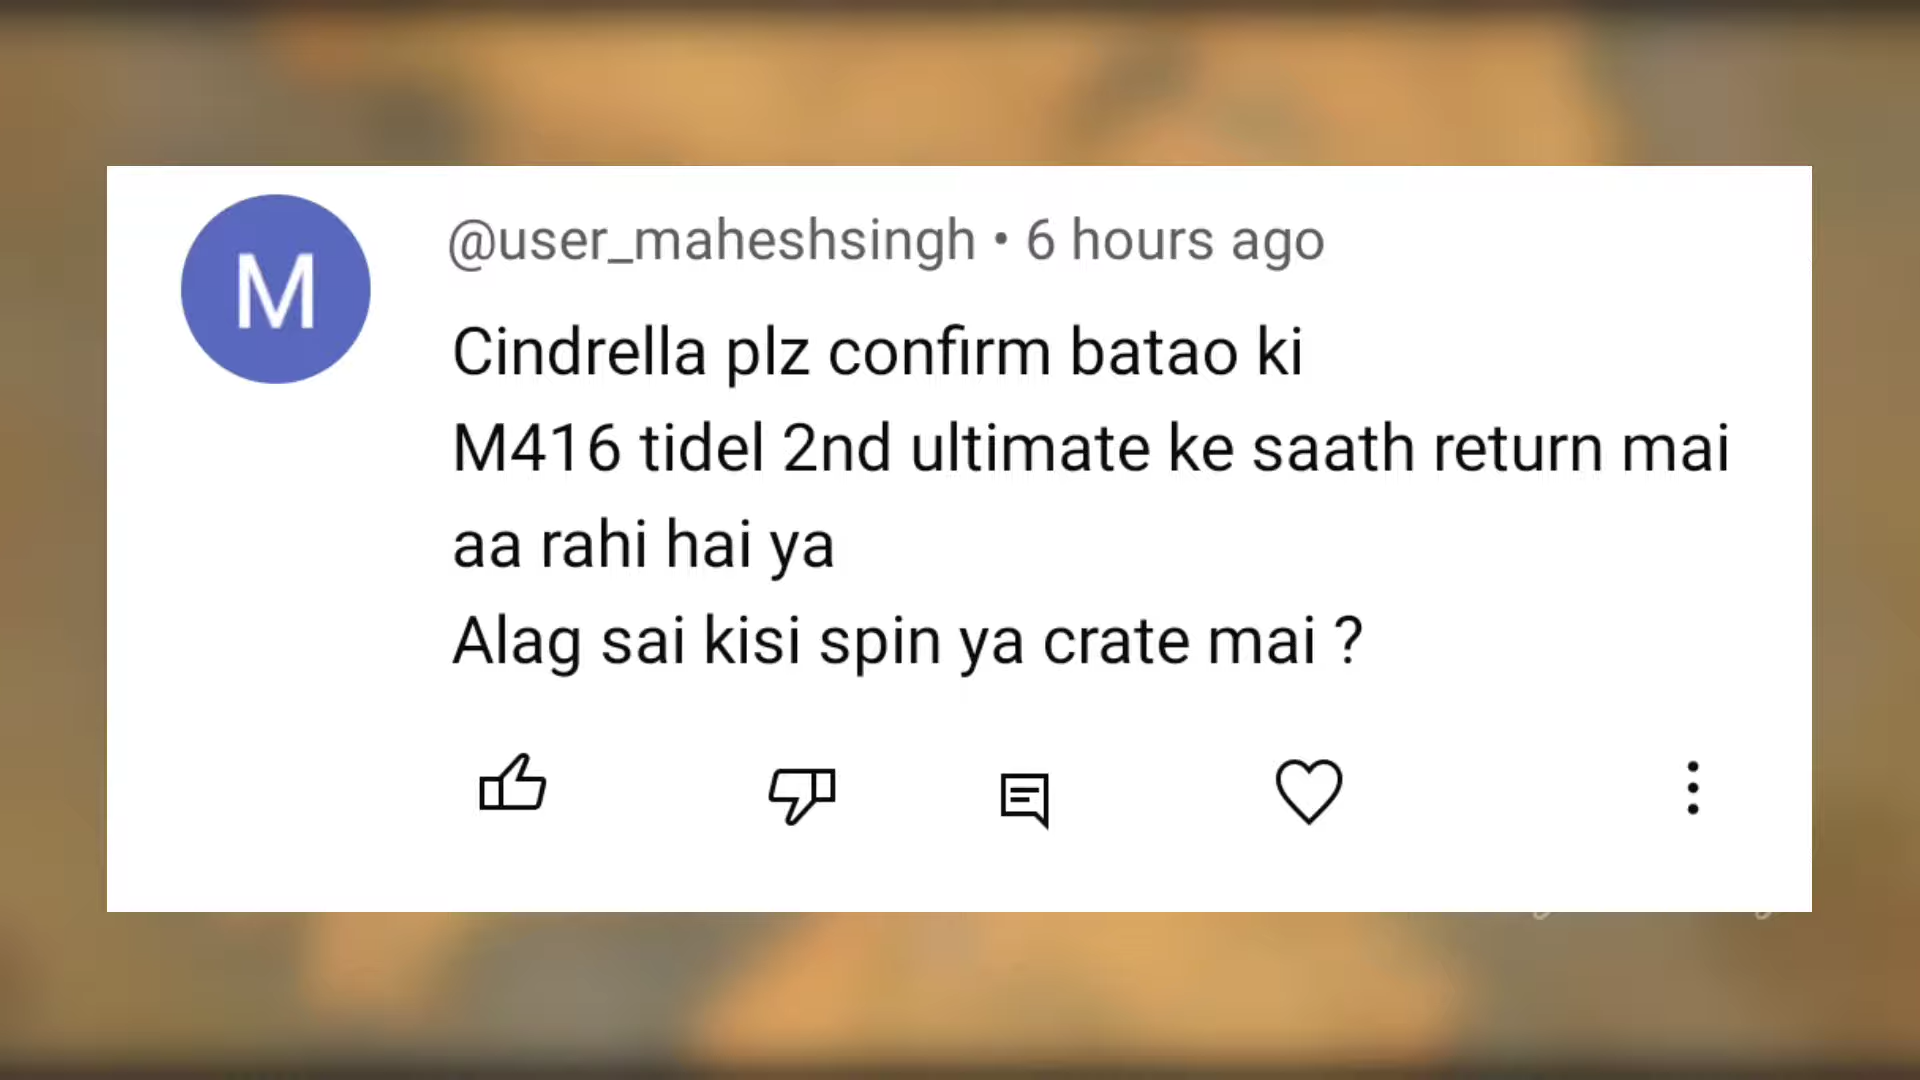 M
@user_maheshsingh • 6 hours ago
Cindrella plz confirm batao ki
M416 tidel 2nd ultimate ke saath return mai
aa rahi hai ya
Alag sai kisi spin ya crate mai ?